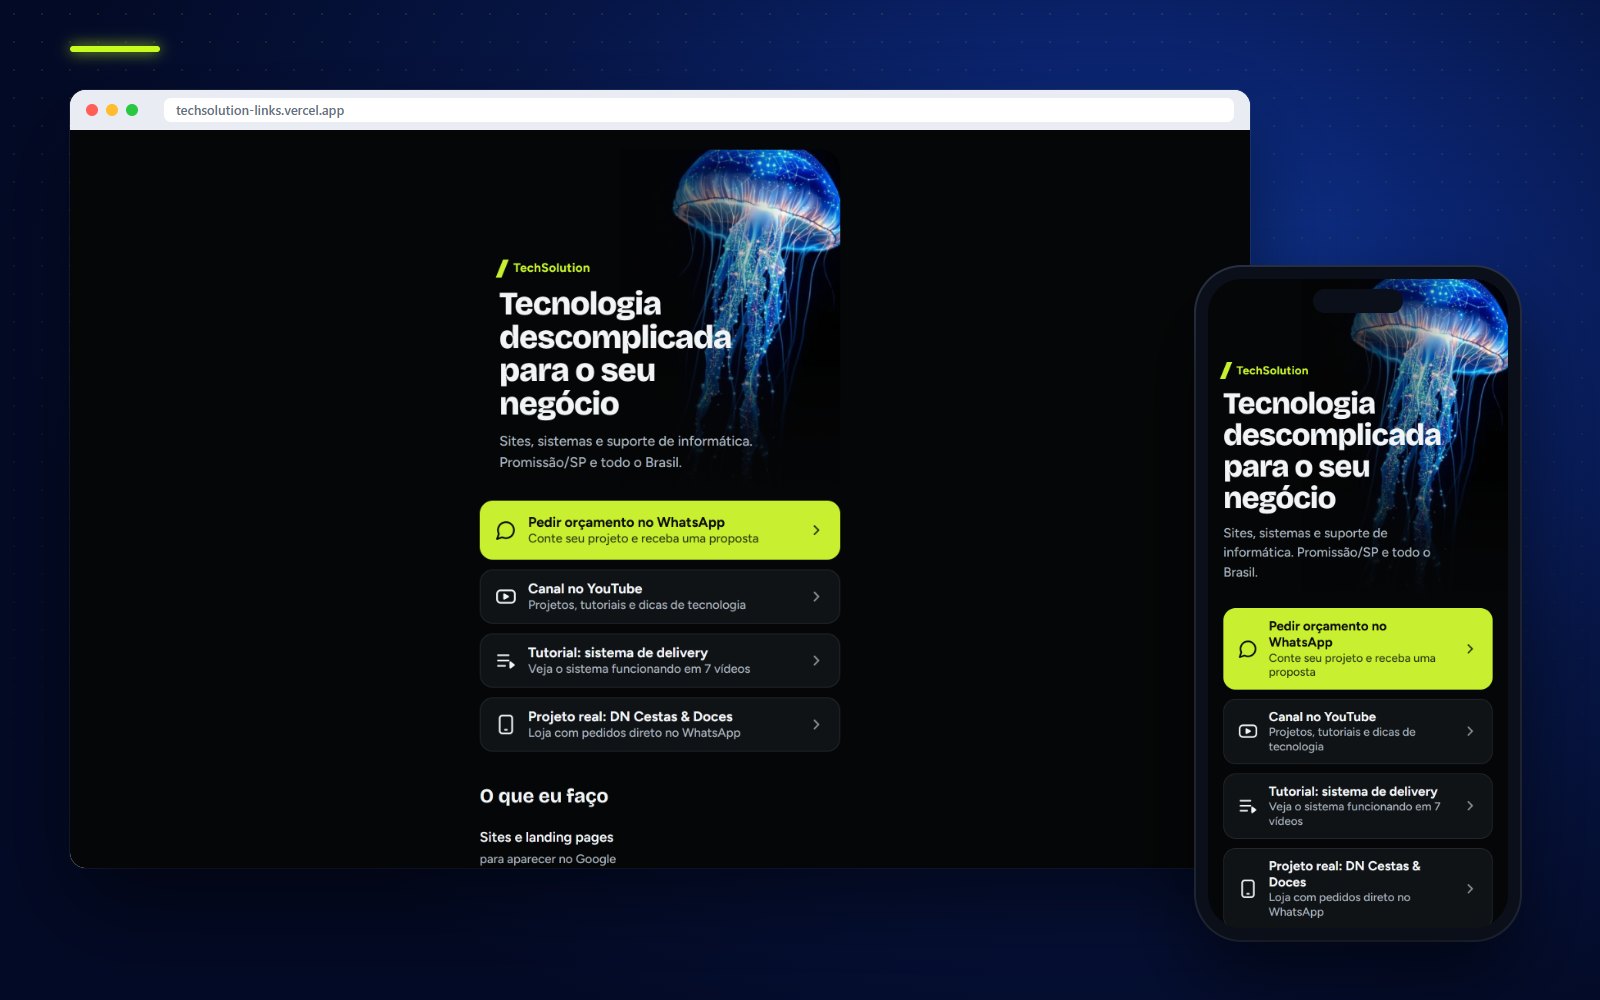 techsolution-links.vercel.app
TechSolution
Tecnologia
descomplicada
para o seu
negócio
Sites, sistemas e suporte de informática.
Promissão/SP e todo o Brasil.
Pedir orçamento no WhatsApp
Conte seu projeto e receba uma proposta
Canal no YouTube
Projetos, tutoriais e dicas de tecnologia
Tutorial: sistema de delivery
Veja o sistema funcionando em 7 vídeos
Projeto real: DN Cestas & Doces
Loja com pedidos direto no WhatsApp
O que eu faço
Sites e landing pages
para aparecer no Google
TechSolution
Tecnologia
descomplicada
para o seu
negócio
Sites, sistemas e suporte de
informática. Promissão/SP e todo o
Brasil.
Pedir orçamento no
WhatsApp
Conte seu projeto e receba uma
proposta
Canal no YouTube
Projetos, tutoriais e dicas de
tecnologia
Tutorial: sistema de delivery
Veja o sistema funcionando em 7
vídeos
Projeto real: DN Cestas &
Doces
Loja com pedidos direto no
WhatsApp